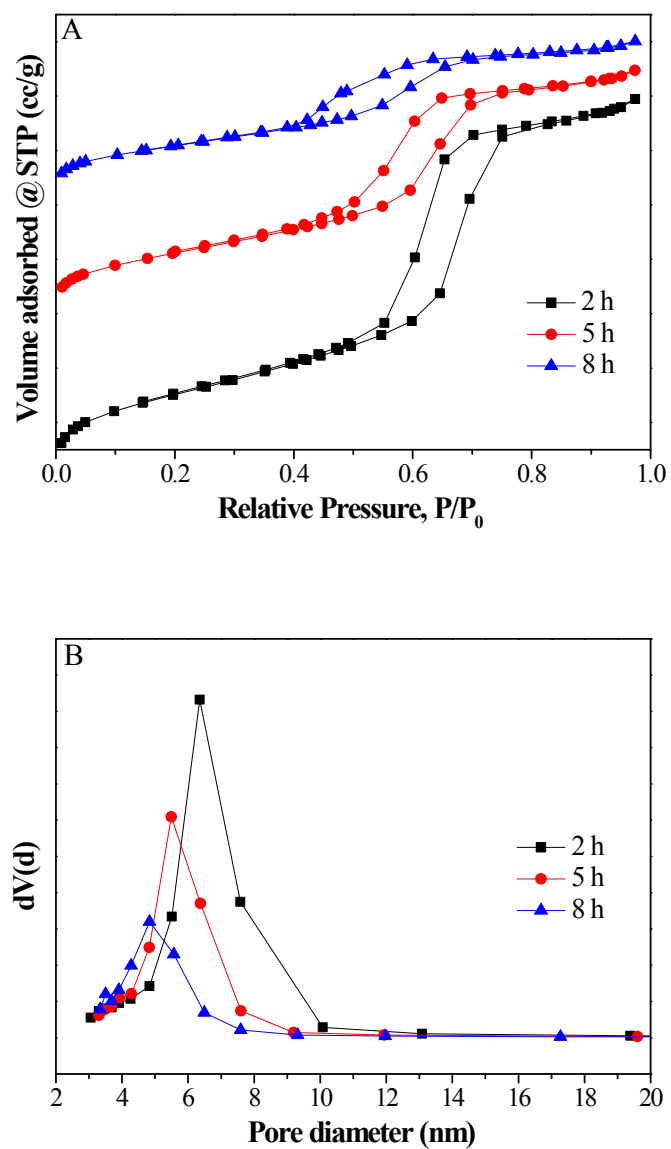 A
Volume adsorbed @ STP (cc/g)
2 h
5 h
8 h
0.0 0.2 0.4 0.6 0.8 1.0
Relative Pressure, P/P₀
B
dV(d)
2 h
5 h
8 h
2 4 6 8 10 12 14 16 18 20
Pore diameter (nm)